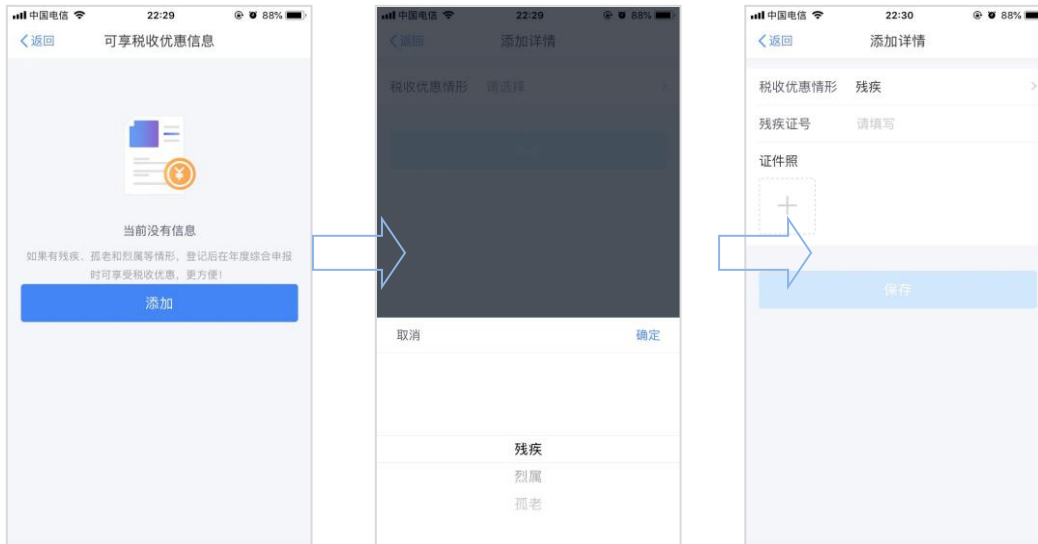 中国电信 22:29 88%
返回 可享税收优惠信息
当前没有信息
如果有残疾、孤老和烈属等情形，登记后在年度综合申报
时可享受税收优惠，更方便！
添加
中国电信 22:29 88%
返回 添加详情
税收优惠情形 请选择
取消 确定
残疾
烈属
孤老
中国电信 22:30 88%
返回 添加详情
税收优惠情形 残疾
残疾证号 请填写
证件照
保存